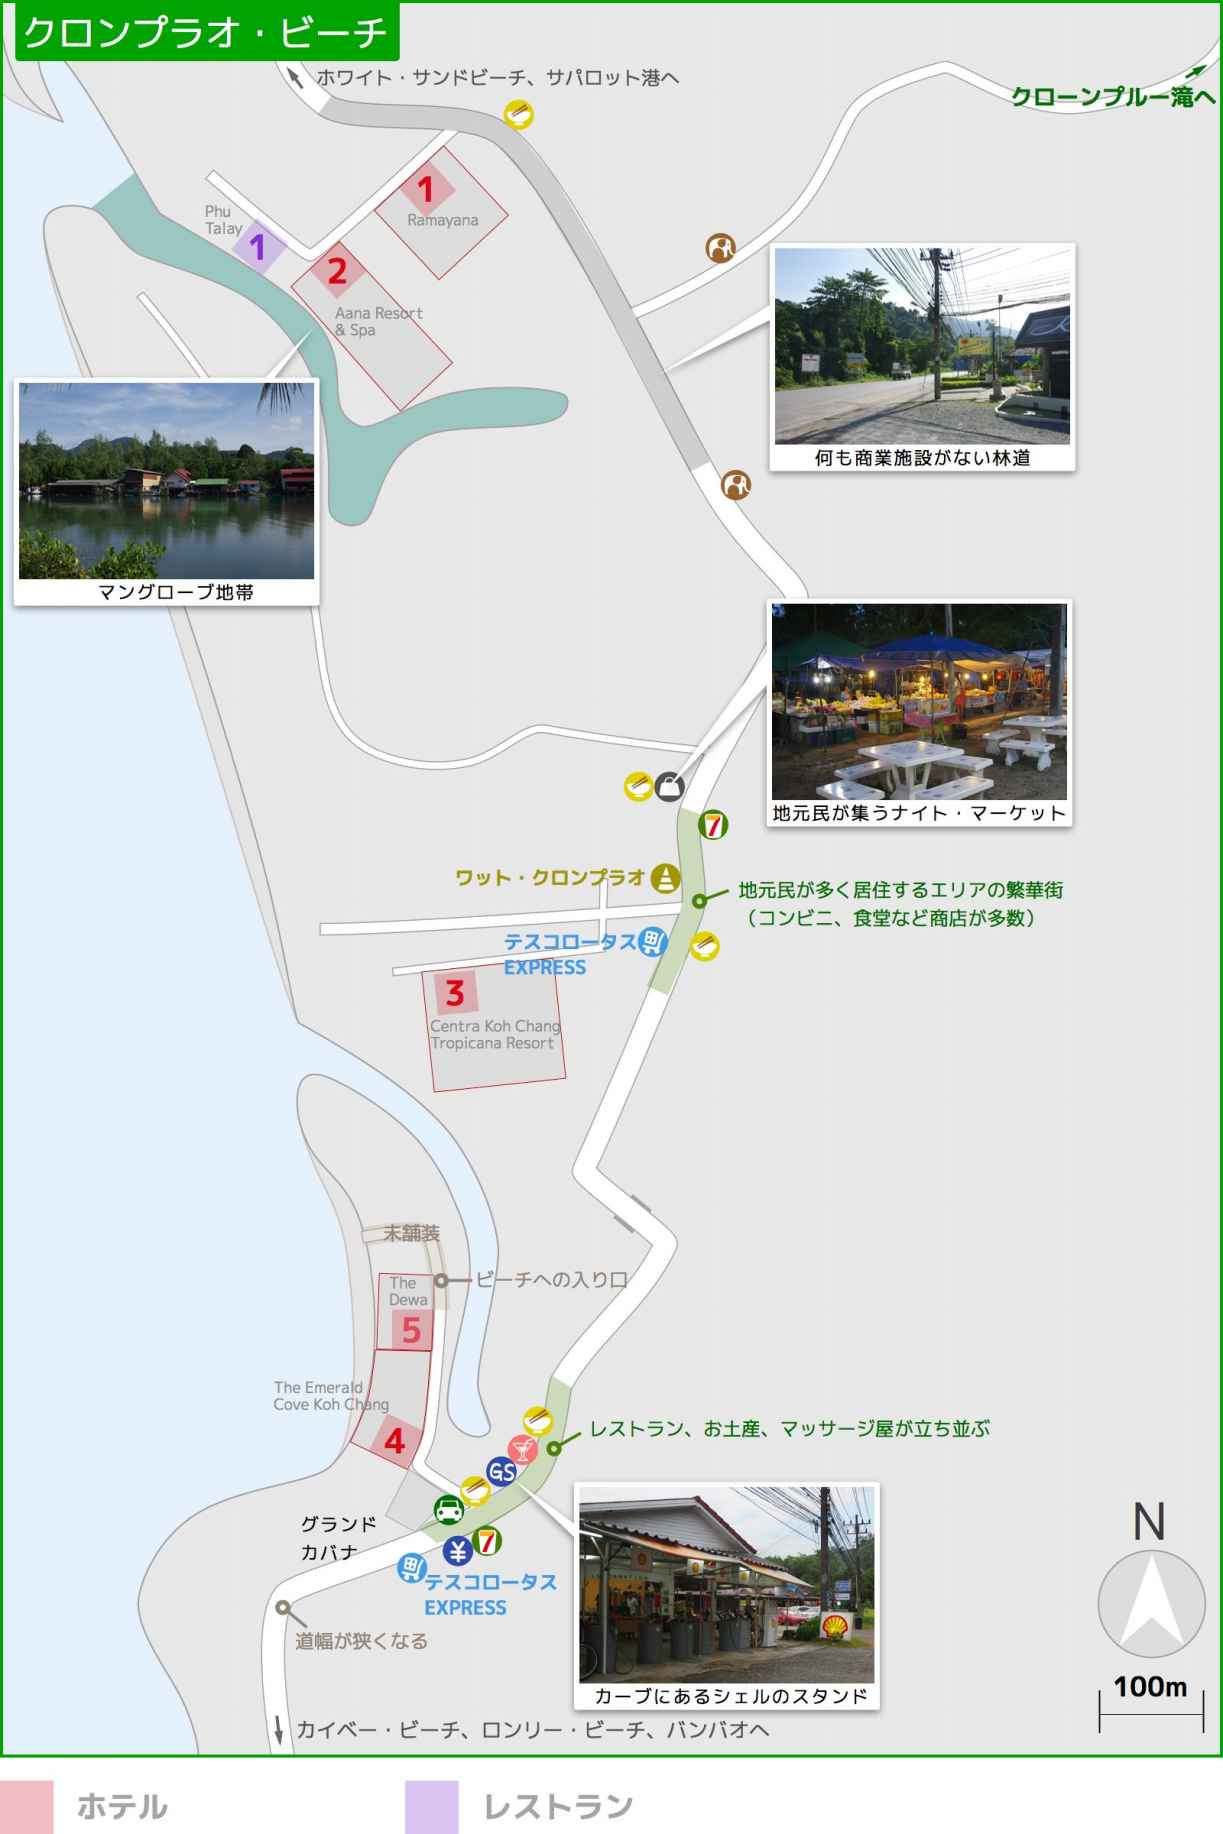 クロンプラオ・ビーチ
ホワイト・サンドビーチ、サパロット港へ
クローンプルー滝へ
1
Ramayana
Phu
Talay
1
2
Aana Resort
& Spa
何も商業施設がない林道
マングローブ地帯
地元民が集うナイト・マーケット
7
ワット・クロンプラオ
地元民が多く居住するエリアの繁華街
（コンビニ、食堂など商店が多数）
テスコロータス
EXPRESS
3
Centra Koh Chang
Tropicana Resort
未舗装
ビーチへの入り口
The
Dewa
5
The Emerald
Cove Koh Chang
4
レストラン、お土産、マッサージ屋が立ち並ぶ
GS
グランド
カバナ
¥
7
テスコロータス
EXPRESS
道幅が狭くなる
カーブにあるシェルのスタンド
N
100m
カイベー・ビーチ、ロンリー・ビーチ、バンバオへ
ホテル
レストラン